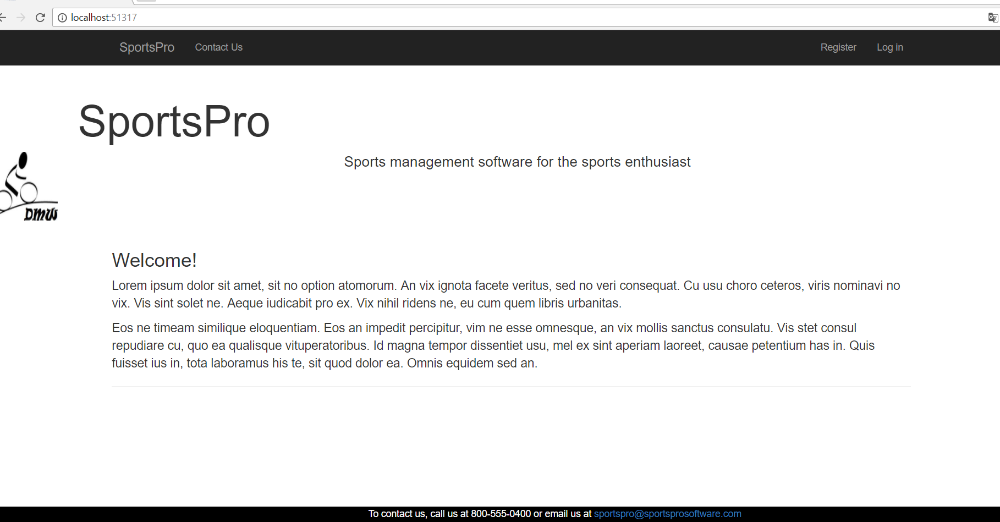 localhost:51317
SportsPro Contact Us Register Log in
SportsPro
Sports management software for the sports enthusiast
DMW
Welcome!
Lorem ipsum dolor sit amet, sit no option atomorum. An vix ignota facete veritus, sed no veri consequat. Cu usu choro ceteros, viris nominavi no
vix. Vis sint solet ne. Aeque iudicabit pro ex. Vix nihil ridens ne, eu cum quem libris urbanitas.
Eos ne timeam similique eloquentiam. Eos an impedit percipitur, vim ne esse omnesque, an vix mollis sanctus consulatu. Vis stet consul
repudiare cu, quo ea qualisque vituperatoribus. Id magna tempor dissentiet usu, mel ex sint aperiam laoreet, causae petentium has in. Quis
fuisset ius in, tota laboramus his te, sit quod dolor ea. Omnis equidem sed an.
To contact us, call us at 800-555-0400 or email us at sportspro@sportsprosoftware.com